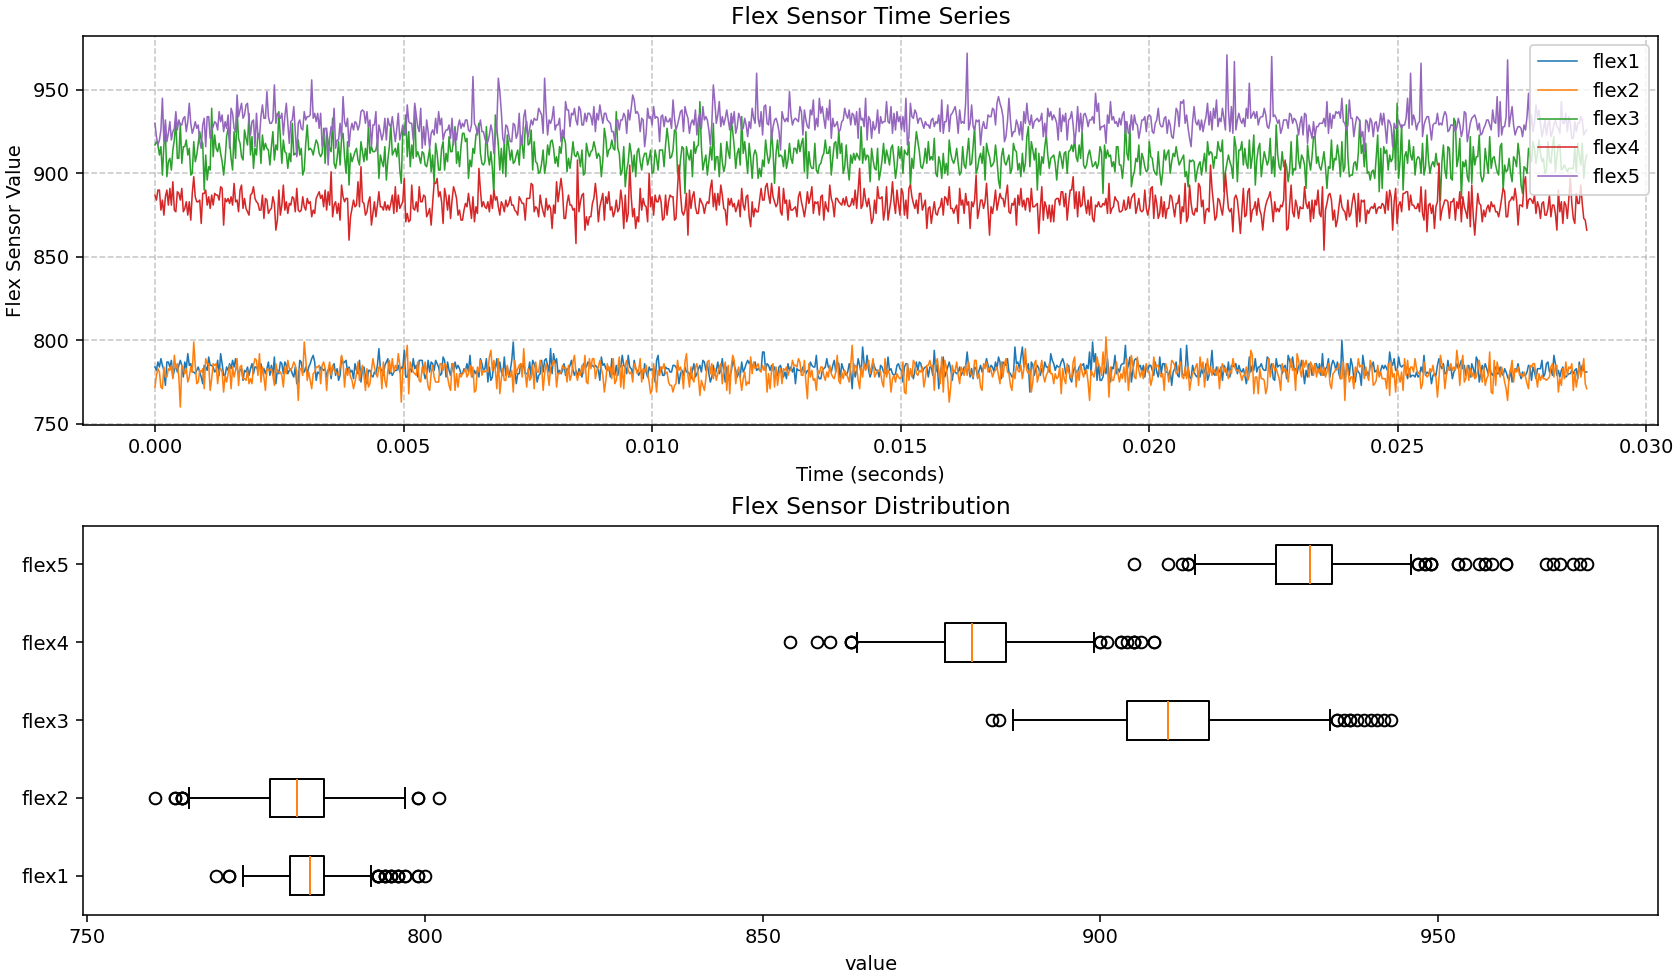 Flex Sensor Time Series
Flex Sensor Value
950
900
850
800
750
flex1
flex2
flex3
flex4
flex5
0.000 0.005 0.010 0.015 0.020 0.025 0.030
Time (seconds)
Flex Sensor Distribution
flex5
flex4
flex3
flex2
flex1
750 800 850 900 950
value